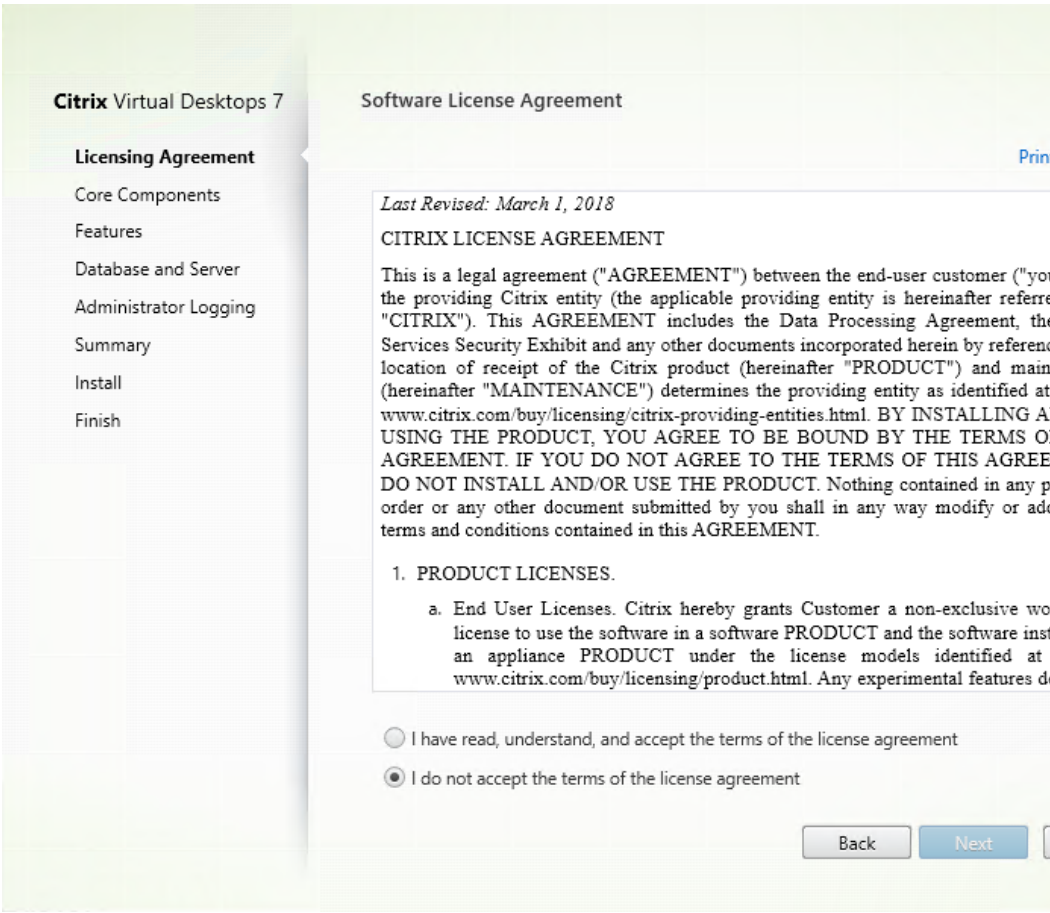 Citrix Virtual Desktops 7
Licensing Agreement
Core Components
Features
Database and Server
Administrator Logging
Summary
Install
Finish
Software License Agreement
Last Revised: March 1, 2018
CITRIX LICENSE AGREEMENT
This is a legal agreement ("AGREEMENT") between the end-user customer
the providing Citrix entity (the applicable providing entity is hereinafter
"CITRIX"). This AGREEMENT includes the Data Processing Agreement,
Services Security Exhibit and any other documents incorporated herein by
location of receipt of the Citrix product (hereinafter "PRODUCT") and
(hereinafter "MAINTENANCE") determines the providing entity as identified at
www.citrix.com/buy/licensing/citrix-providing-entities.html. BY INSTALLING
USING THE PRODUCT, YOU AGREE TO BE BOUND BY THE TERMS
AGREEMENT. IF YOU DO NOT AGREE TO THE TERMS OF THIS
DO NOT INSTALL AND/OR USE THE PRODUCT. Nothing contained in any
order or any other document submitted by you shall in any way modify or
terms and conditions contained in this AGREEMENT.
1. PRODUCT LICENSES.
a. End User Licenses. Citrix hereby grants Customer a non-exclusive
license to use the software in a software PRODUCT and the software
an appliance PRODUCT under the license models identified at
www.citrix.com/buy/licensing/product.html. Any experimental features
I have read, understand, and accept the terms of the license agreement
I do not accept the terms of the license agreement
Back
Next